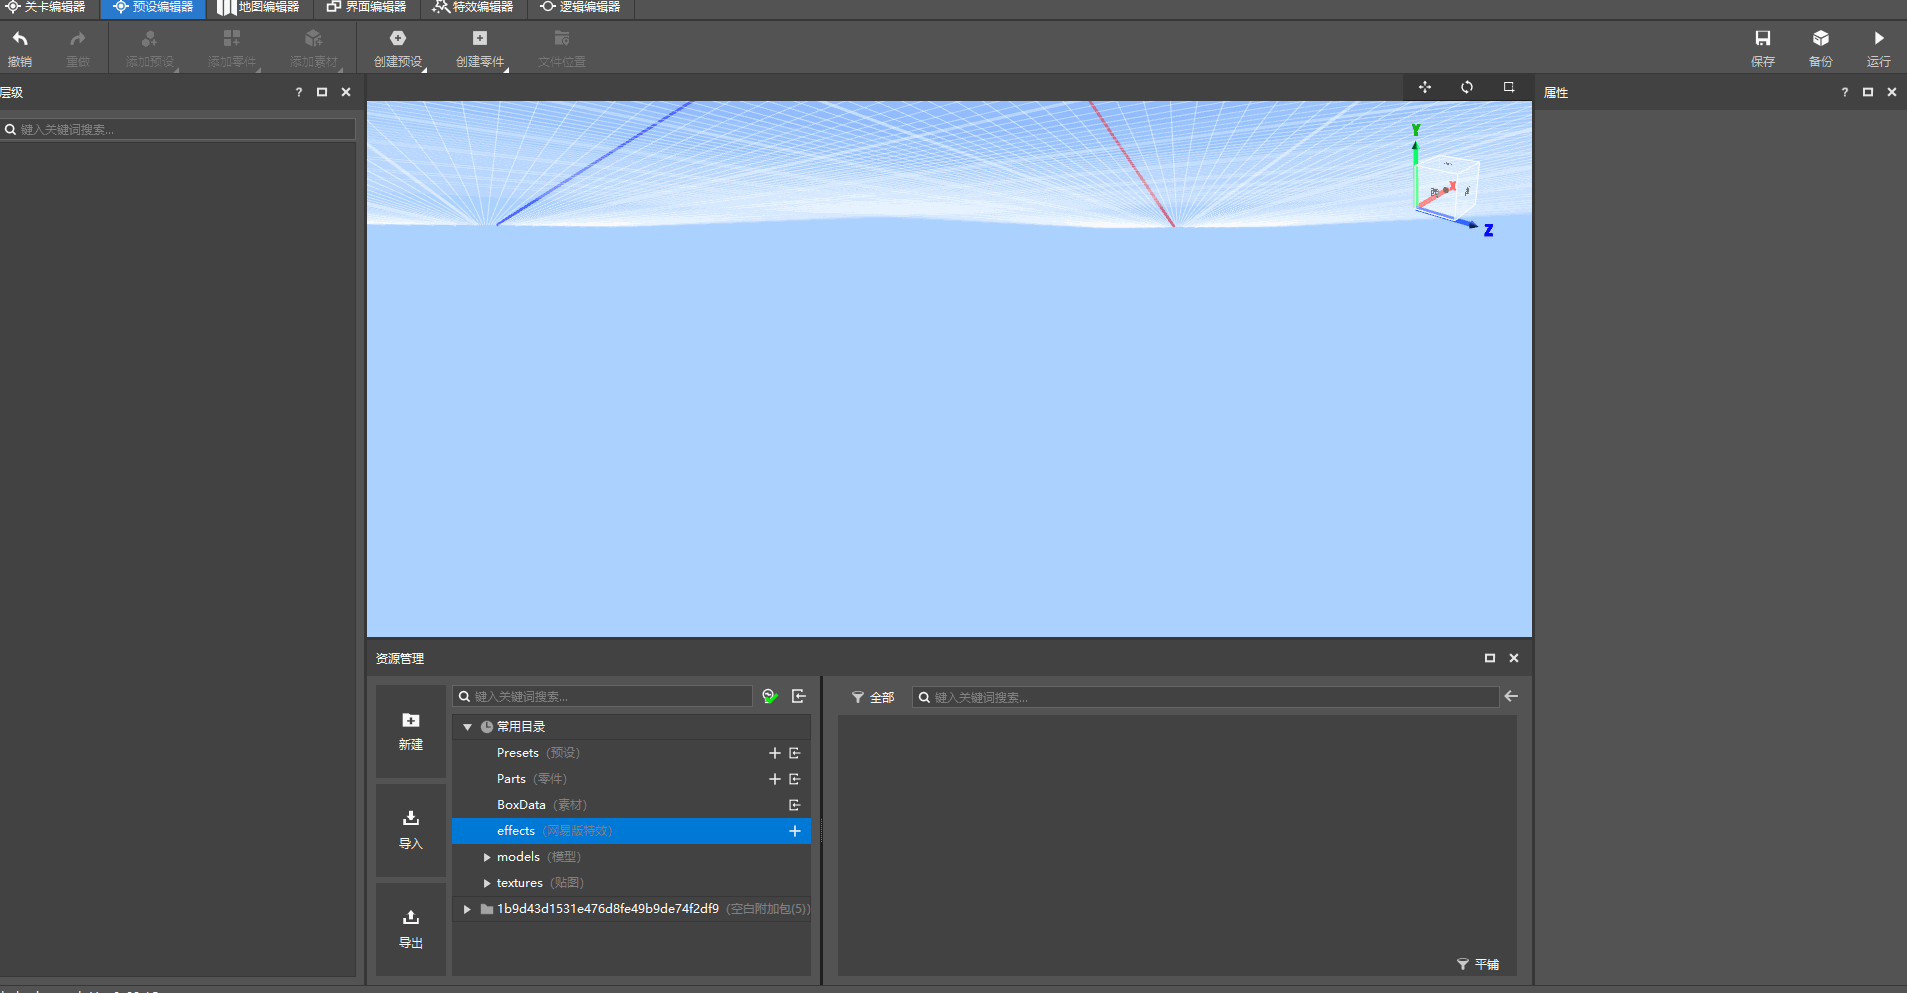 关卡编辑器 预设编辑器 地图编辑器 界面编辑器 特效编辑器 逻辑编辑器
撤销 重做 添加预设 添加零件 添加素材 创建预设 创建零件 文件位置 保存 备份 运行
层级 ?
属性 ?
键入关键词搜索...
Y
X
Z
资源管理
新建
导入
导出
键入关键词搜索...
全部 键入关键词搜索...
常用目录
Presets (预设)
Parts (零件)
BoxData (素材)
effects (网易版特效)
models (模型)
textures (贴图)
1b9d43d1531e476d8fe49b9de74f2df9 (空白附加包(5))
平铺